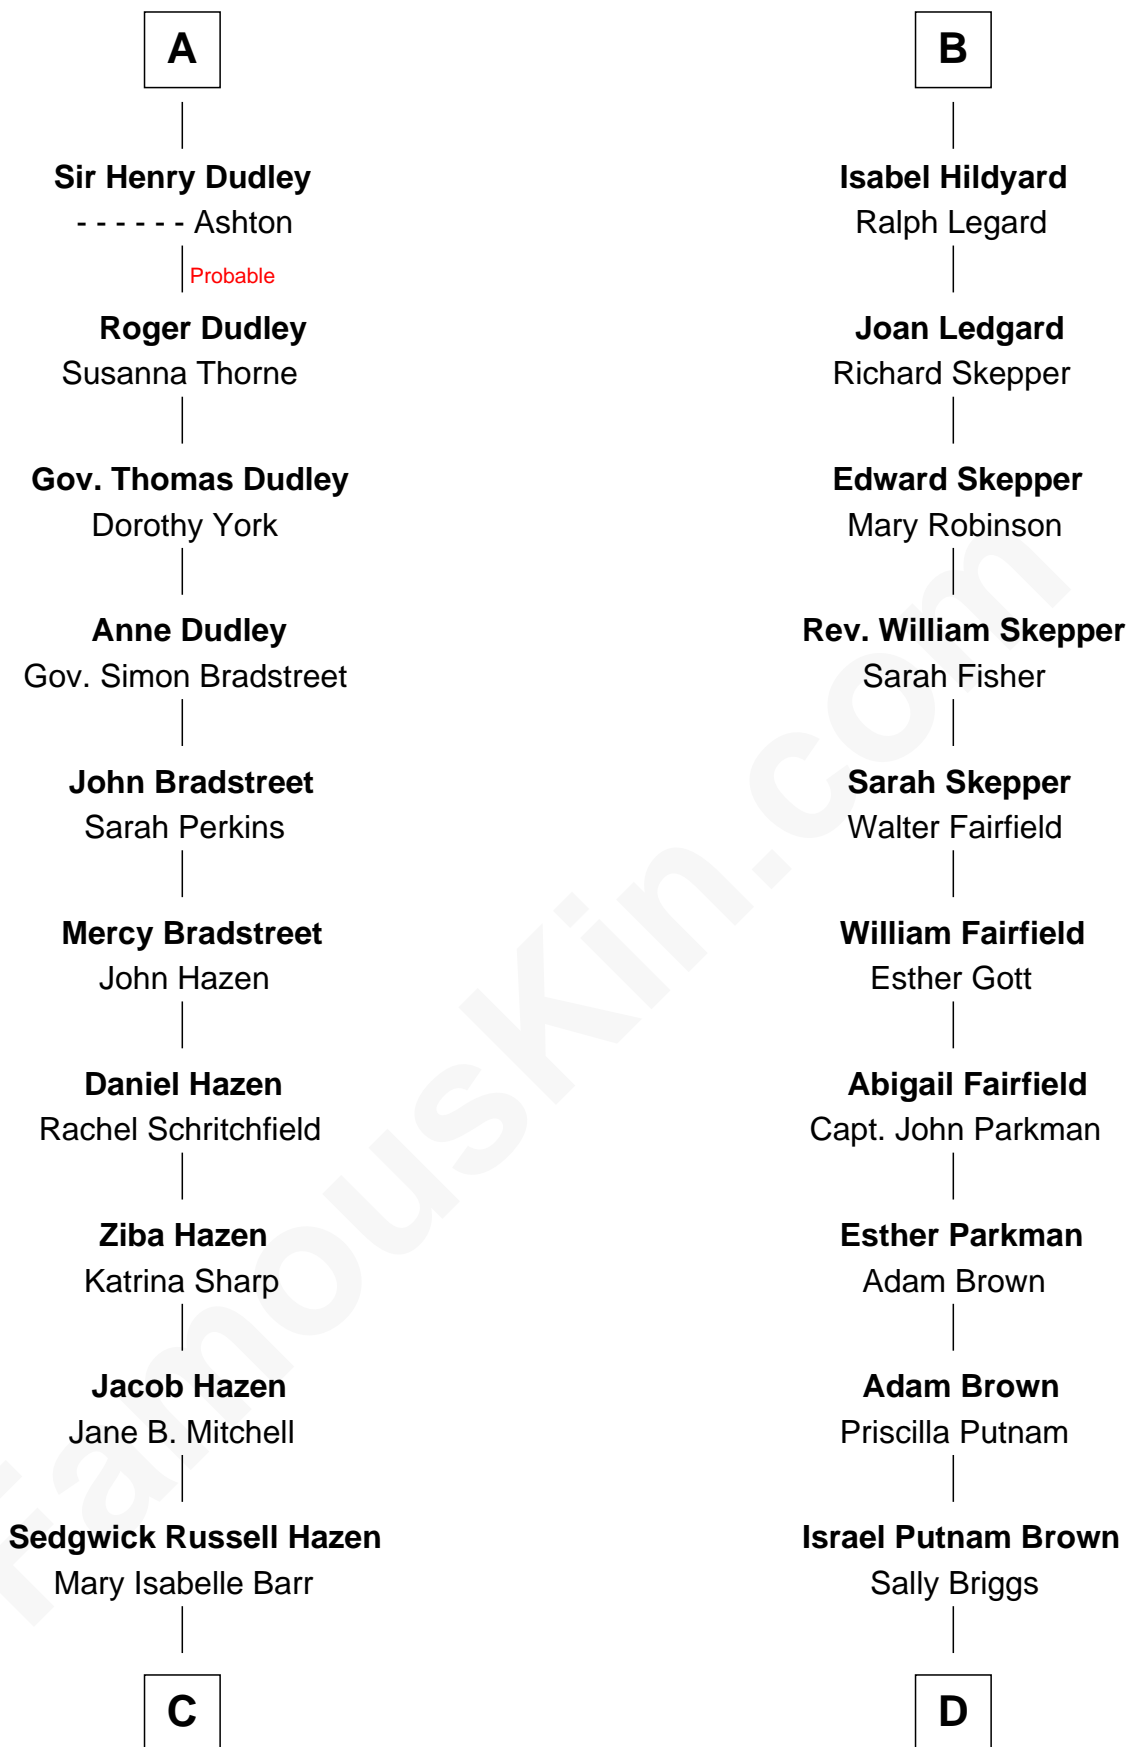 A
Sir Henry Dudley
- - - - - - Ashton
Probable
Roger Dudley
Susanna Thorne
Gov. Thomas Dudley
Dorothy York
Anne Dudley
Gov. Simon Bradstreet
John Bradstreet
Sarah Perkins
Mercy Bradstreet
John Hazen
Daniel Hazen
Rachel Schritchfield
Ziba Hazen
Katrina Sharp
Jacob Hazen
Jane B. Mitchell
Sedgwick Russell Hazen
Mary Isabelle Barr
C
B
Isabel Hildyard
Ralph Legard
Joan Ledgard
Richard Skepper
Edward Skepper
Mary Robinson
Rev. William Skepper
Sarah Fisher
Sarah Skepper
Walter Fairfield
William Fairfield
Esther Gott
Abigail Fairfield
Capt. John Parkman
Esther Parkman
Adam Brown
Adam Brown
Priscilla Putnam
Israel Putnam Brown
Sally Briggs
D
FamousKin.com